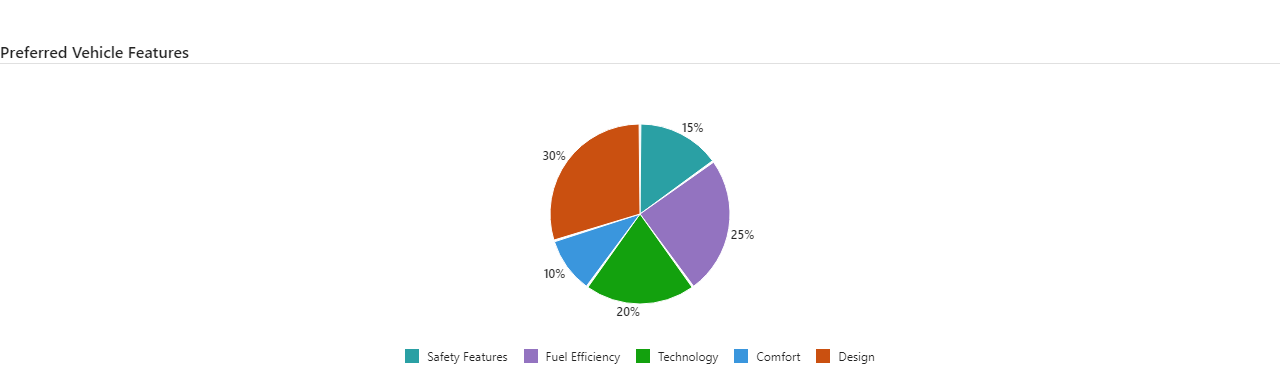 Preferred Vehicle Features
15%
30%
25%
10%
20%
Safety Features Fuel Efficiency Technology Comfort Design